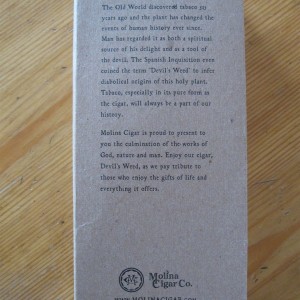 The Old World discovered tabaco 500
years ago and the plant has changed the
events of human history ever since.
Man has regarded it as both a spiritual
source of his delight and as a tool of
the devil. The Spanish Inquisition even
coined the term "Devil's Weed" to infer
diabolical origins of this holy plant.
Tabaco, especially in its pure form as
the cigar, will always be a part of our
history.
Molina Cigar is proud to present to
you the culmination of the works of
God, nature and man. Enjoy our cigar,
Devil's Weed, as we pay tribute to
those who enjoy the gifts of life and
everything it offers.
Molina
Cigar Co.
WWW.MOLINACIGAR.COM